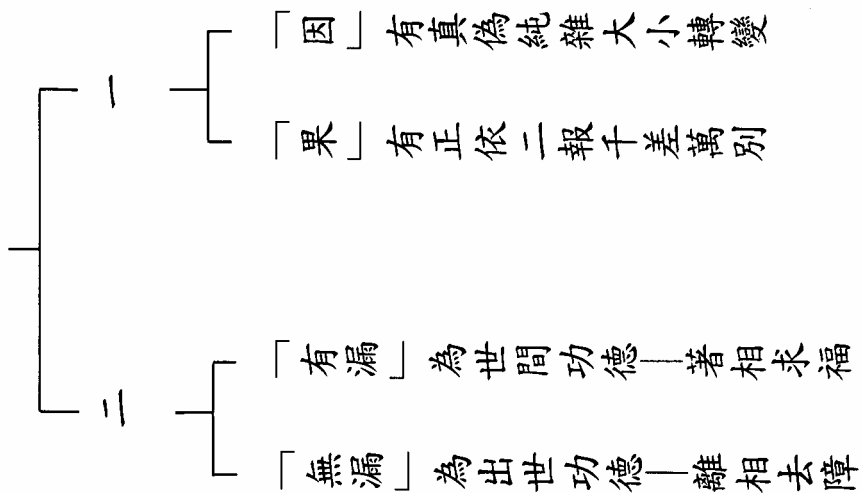 一
「因」有真偽純雜大小轉變
「果」有正依二報千差萬別
二
「有漏」為世間功德——著相求福
「無漏」為出世功德——離相去障